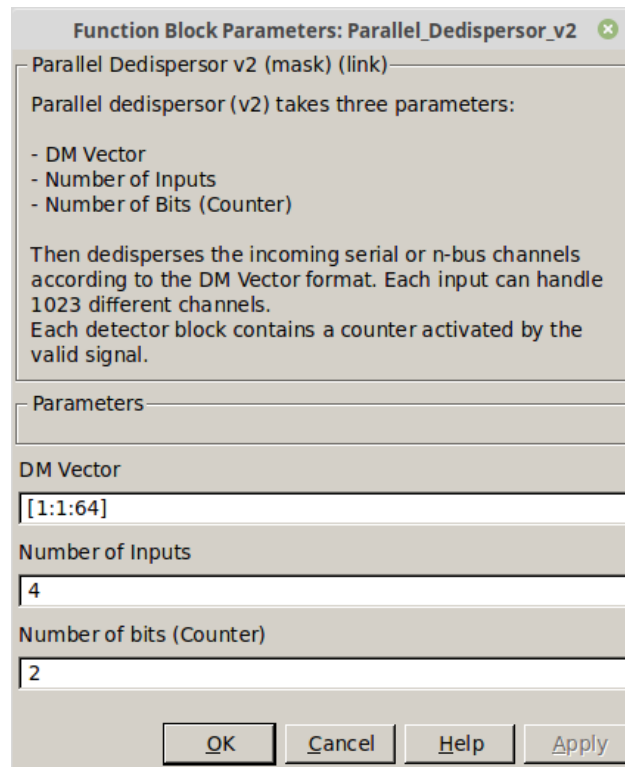 Function Block Parameters: Parallel_Dedispersor_v2
Parallel Dedispersor v2 (mask) (link)
Parallel dedispersor (v2) takes three parameters:
- DM Vector
- Number of Inputs
- Number of Bits (Counter)
Then dedisperses the incoming serial or n-bus channels
according to the DM Vector format. Each input can handle
1023 different channels.
Each detector block contains a counter activated by the
valid signal.
Parameters
DM Vector
[1:1:64]
Number of Inputs
4
Number of bits (Counter)
2
OK Cancel Help Apply